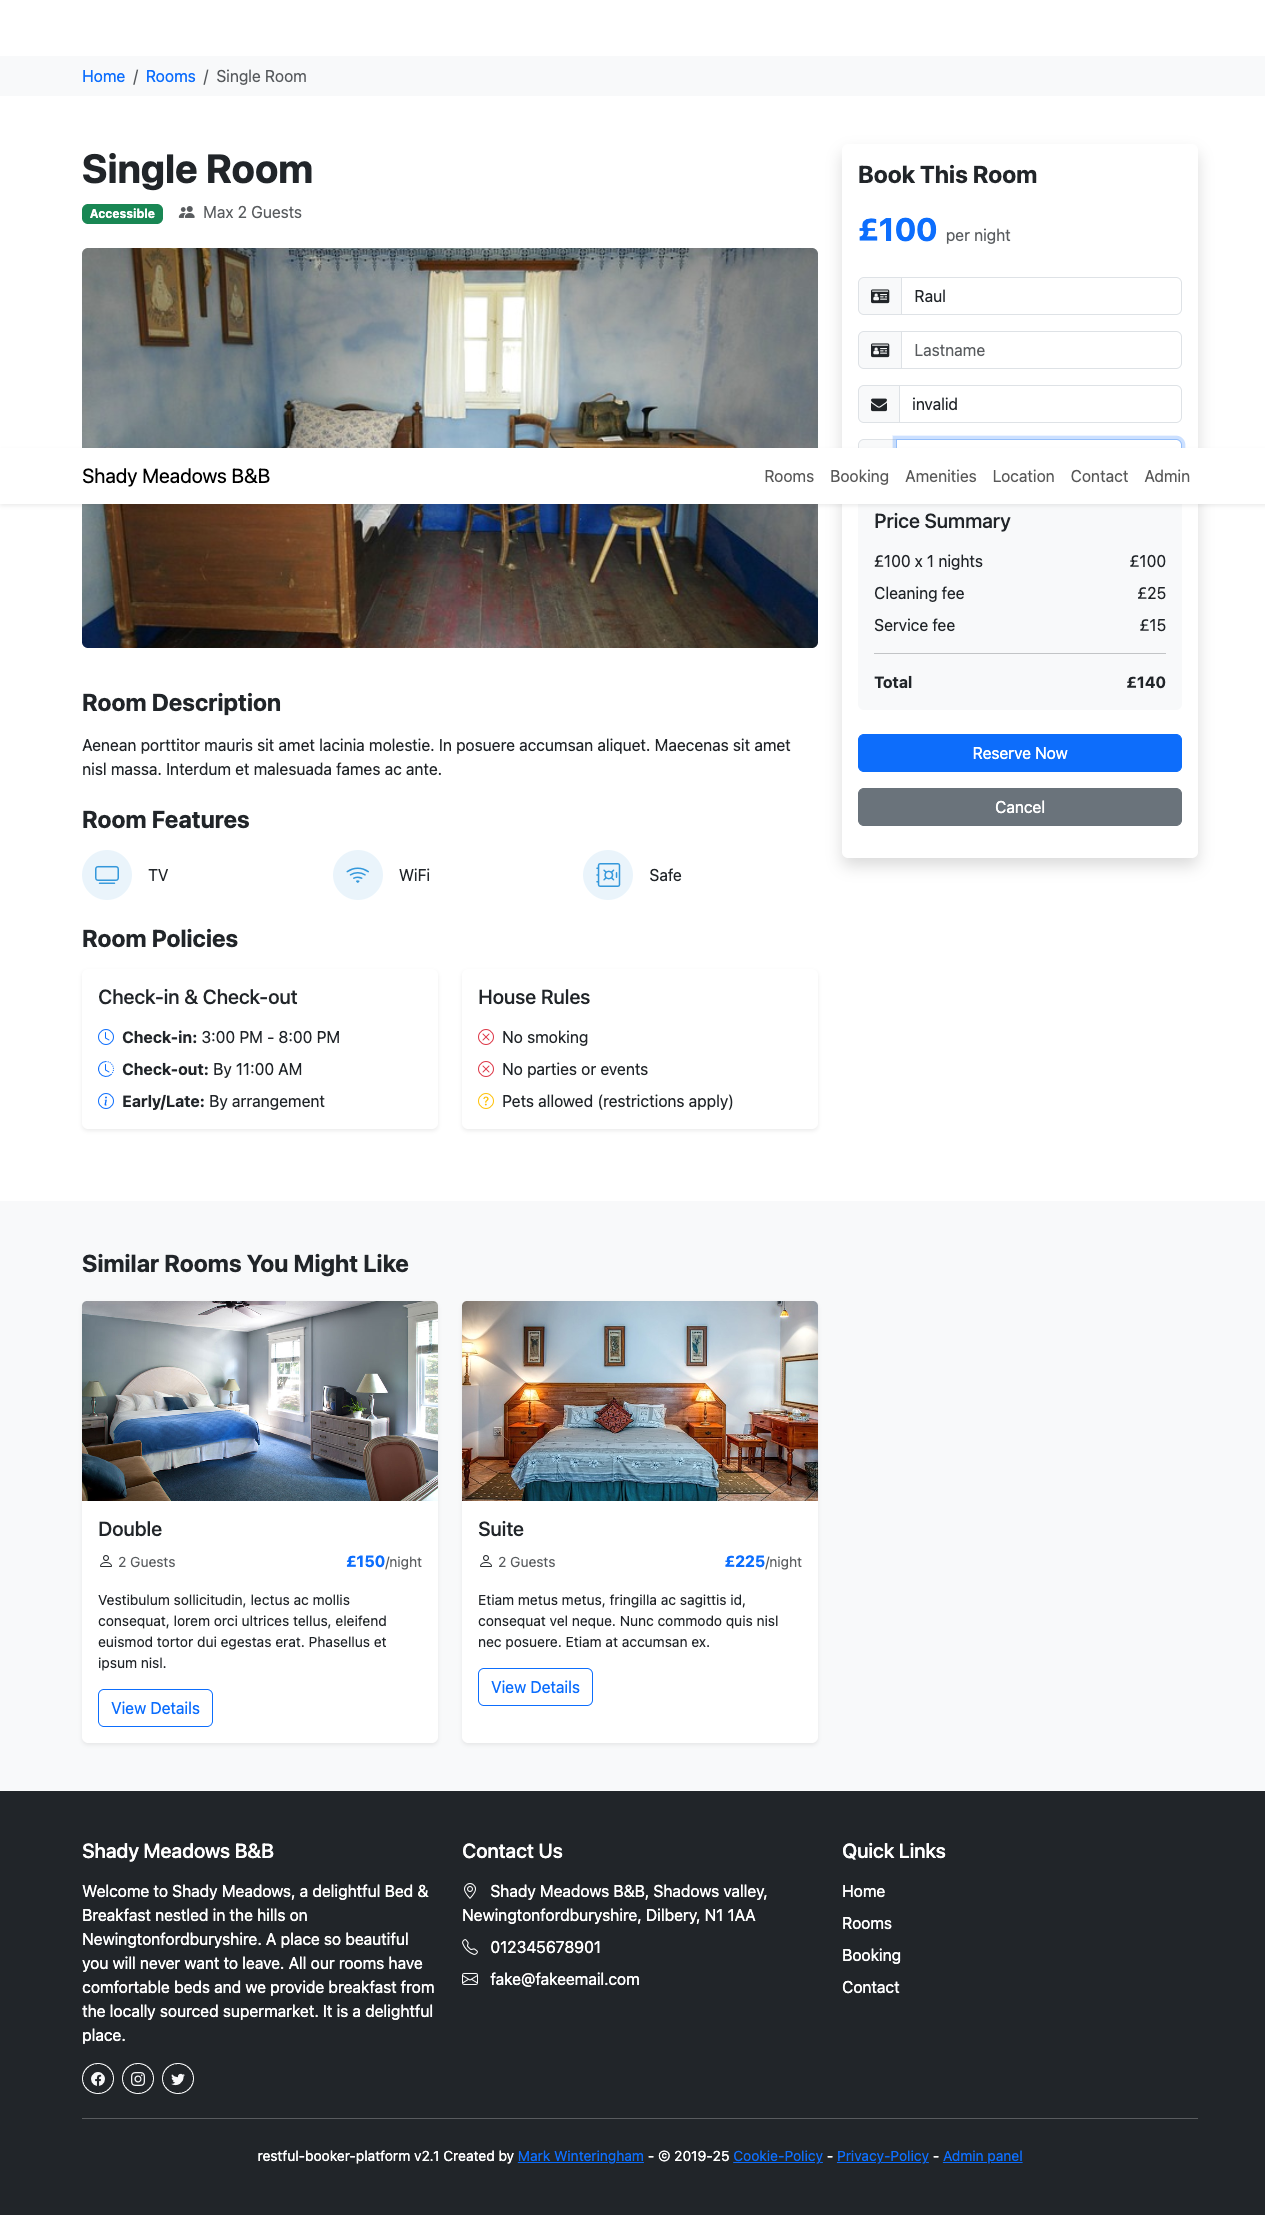 Home / Rooms / Single Room
Single Room
Accessible Max 2 Guests
Book This Room
£100 per night
Raul
Lastname
invalid
Shady Meadows B&B
Rooms Booking Amenities Location Contact Admin
Price Summary
£100 x 1 nights £100
Cleaning fee £25
Service fee £15
Total £140
Reserve Now
Cancel
Room Description
Aenean porttitor mauris sit amet lacinia molestie. In posuere accumsan aliquet. Maecenas sit amet
nisl massa. Interdum et malesuada fames ac ante.
Room Features
TV WiFi Safe
Room Policies
Check-in & Check-out
Check-in: 3:00 PM - 8:00 PM
Check-out: By 11:00 AM
Early/Late: By arrangement
House Rules
No smoking
No parties or events
Pets allowed (restrictions apply)
Similar Rooms You Might Like
Double
2 Guests £150/night
Vestibulum sollicitudin, lectus ac mollis
consequat, lorem orci ultrices tellus, eleifend
euismod tortor dui egestas erat. Phasellus et
ipsum nisl.
View Details
Suite
2 Guests £225/night
Etiam metus metus, fringilla ac sagittis id,
consequat vel neque. Nunc commodo quis nisl
nec posuere. Etiam at accumsan ex.
View Details
Shady Meadows B&B
Welcome to Shady Meadows, a delightful Bed &
Breakfast nestled in the hills on
Newingtonfordburyshire. A place so beautiful
you will never want to leave. All our rooms have
comfortable beds and we provide breakfast from
the locally sourced supermarket. It is a delightful
place.
Contact Us
Shady Meadows B&B, Shadows valley,
Newingtonfordburyshire, Dilbery, N1 1AA
012345678901
fake@fakeemail.com
Quick Links
Home
Rooms
Booking
Contact
restful-booker-platform v2.1 Created by Mark Winteringham - © 2019-25 Cookie-Policy - Privacy-Policy - Admin panel